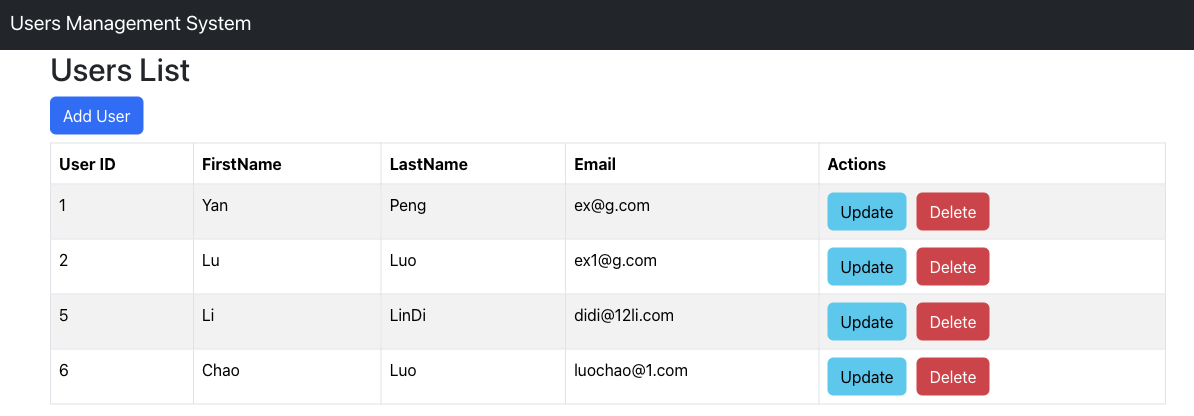 Users Management System
Users List
Add User
User ID FirstName LastName Email Actions
1 Yan Peng ex@g.com Update Delete
2 Lu Luo ex1@g.com Update Delete
5 Li LinDi didi@12li.com Update Delete
6 Chao Luo luochao@1.com Update Delete